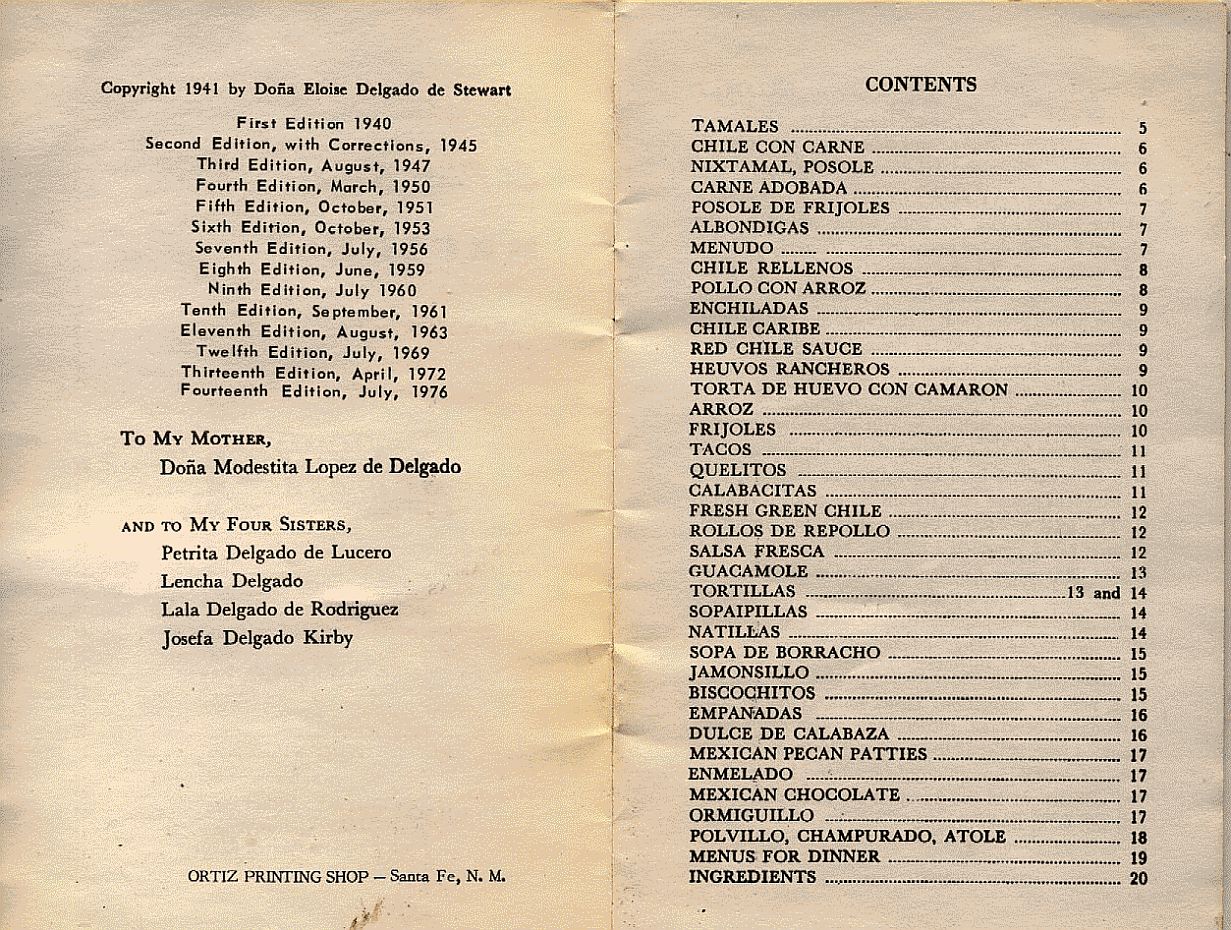 Copyright 1941 by Doña Eloise Delgado de Stewart
First Edition 1940
Second Edition, with Corrections, 1945
Third Edition, August, 1947
Fourth Edition, March, 1950
Fifth Edition, October, 1951
Sixth Edition, October, 1953
Seventh Edition, July, 1956
Eighth Edition, June, 1959
Ninth Edition, July 1960
Tenth Edition, September, 1961
Eleventh Edition, August, 1963
Twelfth Edition, July, 1969
Thirteenth Edition, April, 1972
Fourteenth Edition, July, 1976
To My Mother,
Doña Modestita Lopez de Delgado
and to My Four Sisters,
Petrita Delgado de Lucero
Lencha Delgado
Lala Delgado de Rodriguez
Josefa Delgado Kirby
ORTIZ PRINTING SHOP — Santa Fe, N. M.
CONTENTS
TAMALES ........ 5
CHILE CON CARNE ........ 6
NIXTAMAL, POSOLE ........ 6
CARNE ADOBADA ........ 6
POSOLE DE FRIJOLES ........ 7
ALBONDIGAS ........ 7
MENUDO ........ 7
CHILE RELLENOS ........ 8
POLLO CON ARROZ ........ 8
ENCHILADAS ........ 9
CHILE CARIBE ........ 9
RED CHILE SAUCE ........ 9
HEUVOS RANCHEROS ........ 9
TORTA DE HUEVO CON CAMARON ........ 10
ARROZ ........ 10
FRIJOLES ........ 10
TACOS ........ 11
QUELITOS ........ 11
CALABACITAS ........ 11
FRESH GREEN CHILE ........ 12
ROLLOS DE REPOLLO ........ 12
SALSA FRESCA ........ 12
GUACAMOLE ........ 13
TORTILLAS ........ 13 and 14
SOPAIPILLAS ........ 14
NATILLAS ........ 14
SOPA DE BORRACHO ........ 15
JAMONSILLO ........ 15
BISCOCHITOS ........ 15
EMPANADAS ........ 16
DULCE DE CALABAZA ........ 16
MEXICAN PECAN PATTIES ........ 17
ENMELADO ........ 17
MEXICAN CHOCOLATE ........ 17
ORMIGUILLO ........ 17
POLVILLO, CHAMPURADO, ATOLE ........ 18
MENUS FOR DINNER ........ 19
INGREDIENTS ........ 20